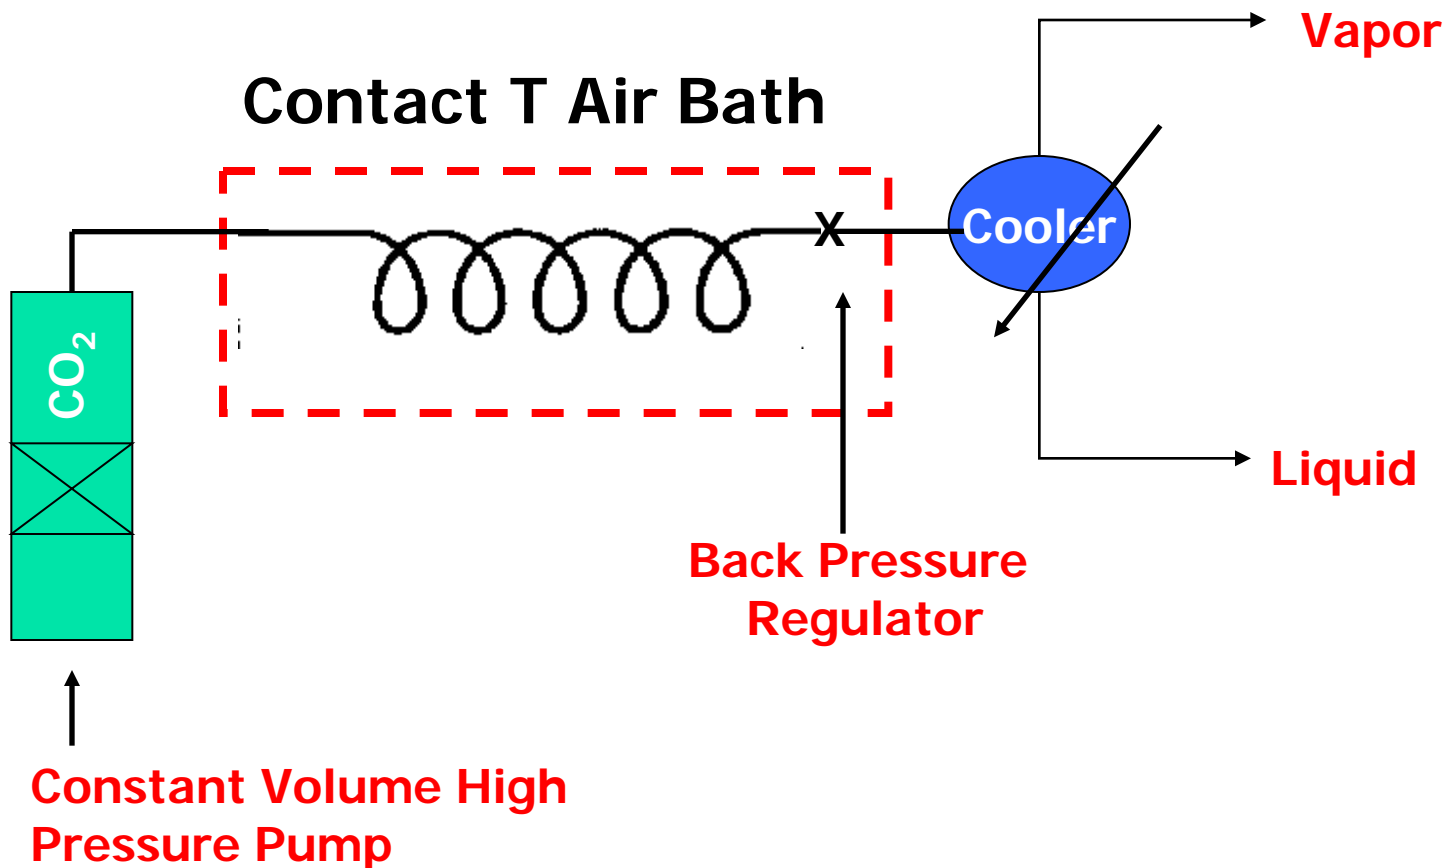 Vapor
Contact T Air Bath
X
Cooler
CO₂
Liquid
Back Pressure
Regulator
Constant Volume High
Pressure Pump